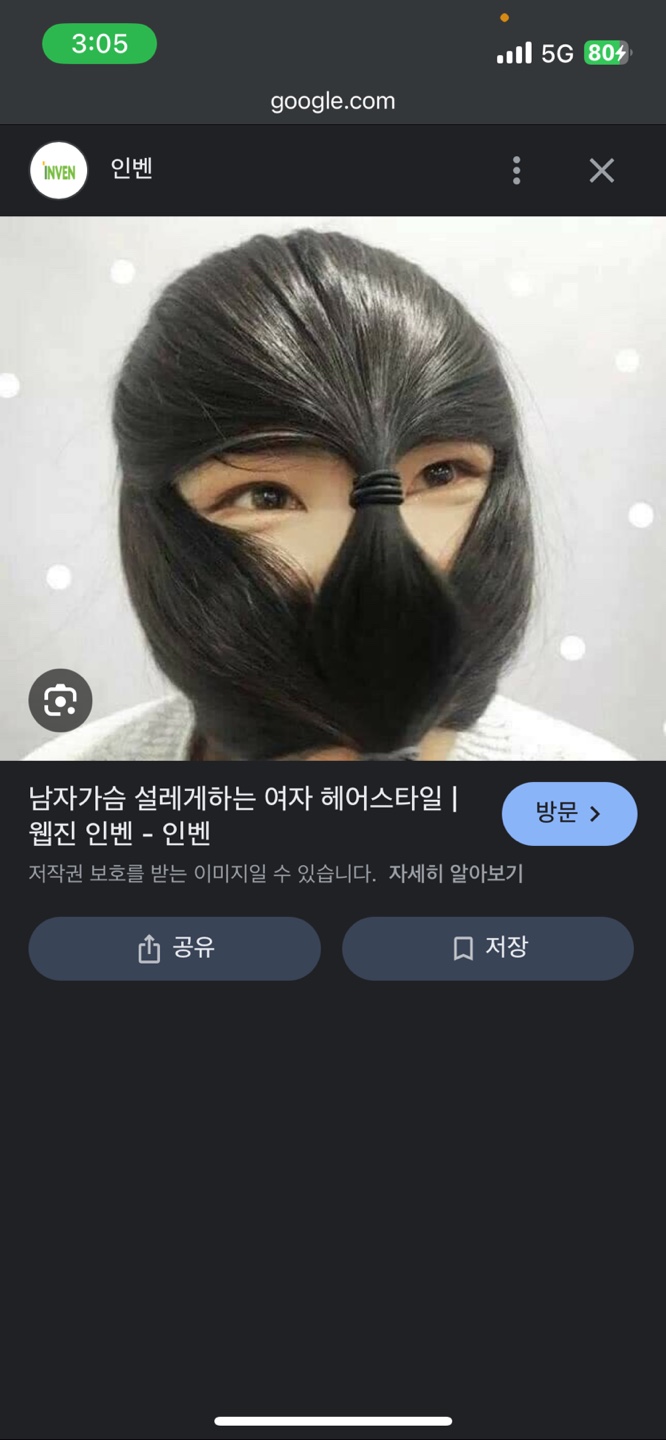 3:05
5G 80
google.com
INVEN 인벤
남자가슴 설레게하는 여자 헤어스타일 |
웹진 인벤 - 인벤
방문
저작권 보호를 받는 이미지일 수 있습니다. 자세히 알아보기
공유 저장